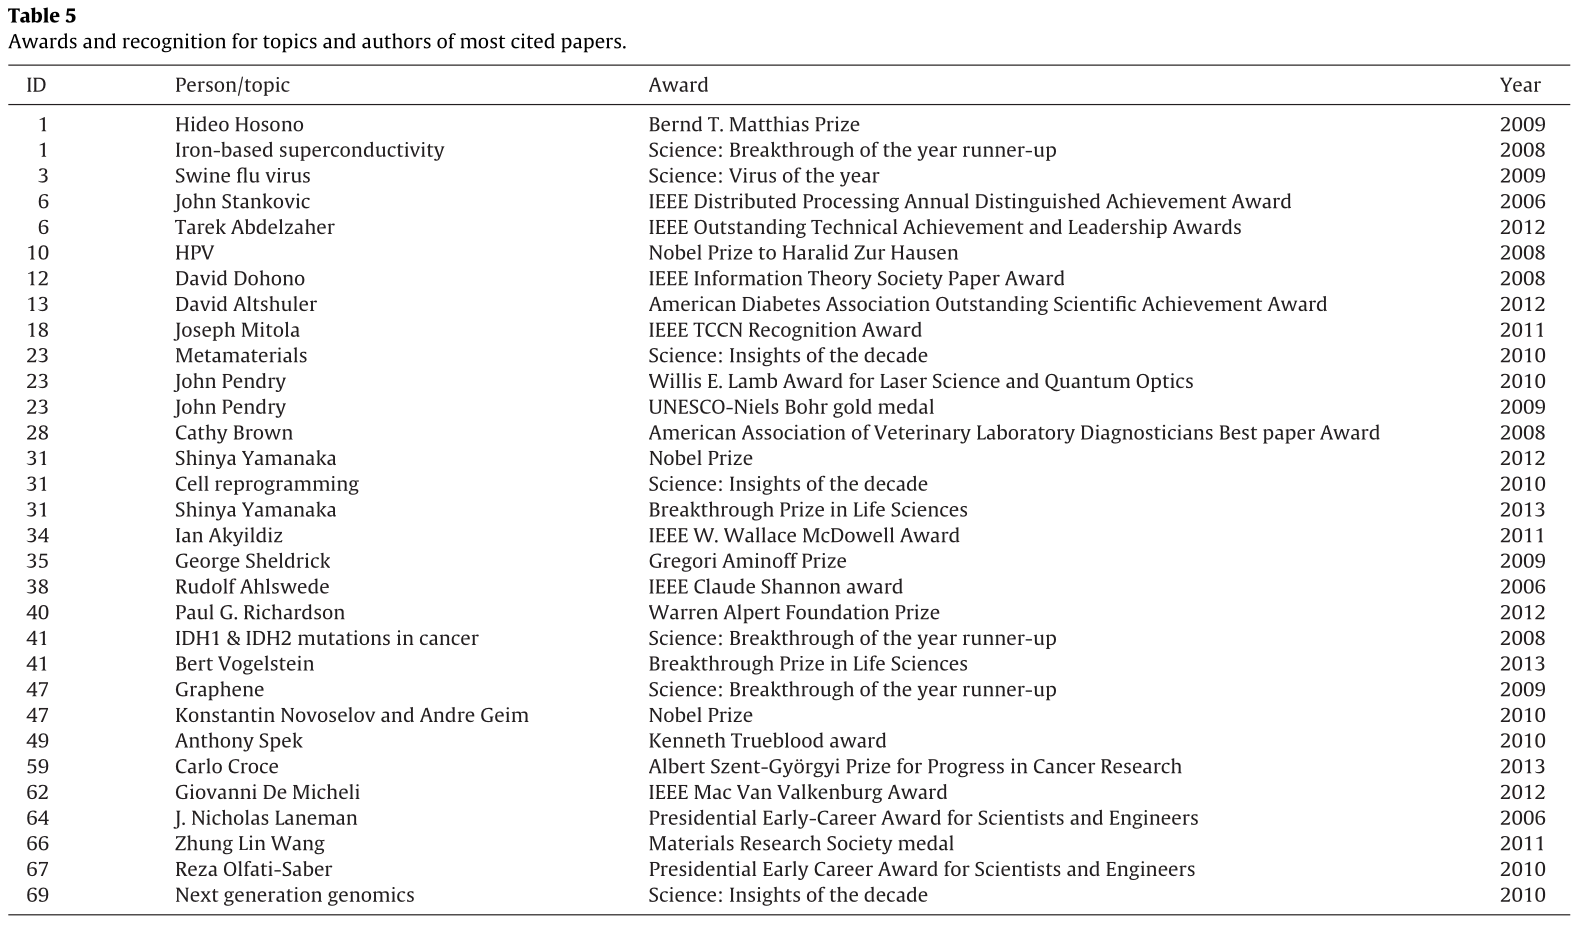 Table 5
Awards and recognition for topics and authors of most cited papers.
ID Person/topic Award Year
1 Hideo Hosono Bernd T. Matthias Prize 2009
1 Iron-based superconductivity Science: Breakthrough of the year runner-up 2008
3 Swine flu virus Science: Virus of the year 2009
6 John Stankovic IEEE Distributed Processing Annual Distinguished Achievement Award 2006
6 Tarek Abdelzaher IEEE Outstanding Technical Achievement and Leadership Awards 2012
10 HPV Nobel Prize to Haralid Zur Hausen 2008
12 David Dohono IEEE Information Theory Society Paper Award 2008
13 David Altshuler American Diabetes Association Outstanding Scientific Achievement Award 2012
18 Joseph Mitola IEEE TCCN Recognition Award 2011
23 Metamaterials Science: Insights of the decade 2010
23 John Pendry Willis E. Lamb Award for Laser Science and Quantum Optics 2010
23 John Pendry UNESCO-Niels Bohr gold medal 2009
28 Cathy Brown American Association of Veterinary Laboratory Diagnosticians Best paper Award 2008
31 Shinya Yamanaka Nobel Prize 2012
31 Cell reprogramming Science: Insights of the decade 2010
31 Shinya Yamanaka Breakthrough Prize in Life Sciences 2013
34 Ian Akyildiz IEEE W. Wallace McDowell Award 2011
35 George Sheldrick Gregori Aminoff Prize 2009
38 Rudolf Ahlswede IEEE Claude Shannon award 2006
40 Paul G. Richardson Warren Alpert Foundation Prize 2012
41 IDH1 & IDH2 mutations in cancer Science: Breakthrough of the year runner-up 2008
41 Bert Vogelstein Breakthrough Prize in Life Sciences 2013
47 Graphene Science: Breakthrough of the year runner-up 2009
47 Konstantin Novoselov and Andre Geim Nobel Prize 2010
49 Anthony Spek Kenneth Trueblood award 2010
59 Carlo Croce Albert Szent-Györgyi Prize for Progress in Cancer Research 2013
62 Giovanni De Micheli IEEE Mac Van Valkenburg Award 2012
64 J. Nicholas Laneman Presidential Early-Career Award for Scientists and Engineers 2006
66 Zhung Lin Wang Materials Research Society medal 2011
67 Reza Olfati-Saber Presidential Early Career Award for Scientists and Engineers 2010
69 Next generation genomics Science: Insights of the decade 2010